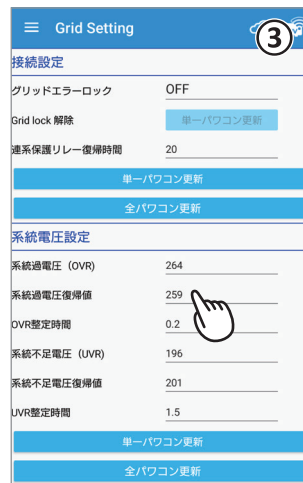 Grid Setting
③
接続設定
グリッドエラーロック OFF
Grid lock 解除 単一パワコン更新
連系保護リレー復帰時間 20
単一パワコン更新
全パワコン更新
系統電圧設定
系統過電圧（OVR) 264
系統過電圧復帰値 259
OVR整定時間 0.2
系統不足電圧（UVR) 196
系統不足電圧復帰値 201
UVR整定時間 1.5
単一パワコン更新
全パワコン更新